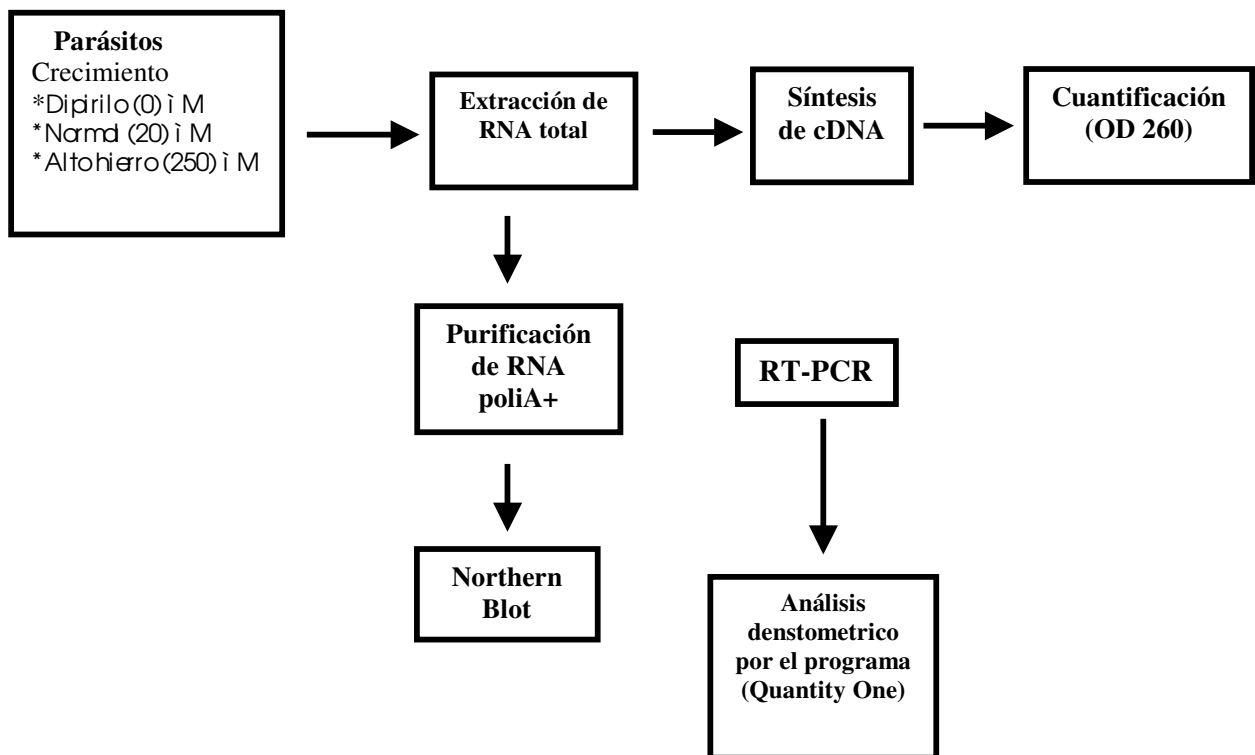 Parásitos
Crecimiento
*Dipirilo (0) ì M
*Normal (20) ì M
*Alto hierro (250) ì M
Extracción de
RNA total
Síntesis
de cDNA
Cuantificación
(OD 260)
Purificación
de RNA
poliA+
RT-PCR
Northern
Blot
Análisis
denstometrico
por el programa
(Quantity One)